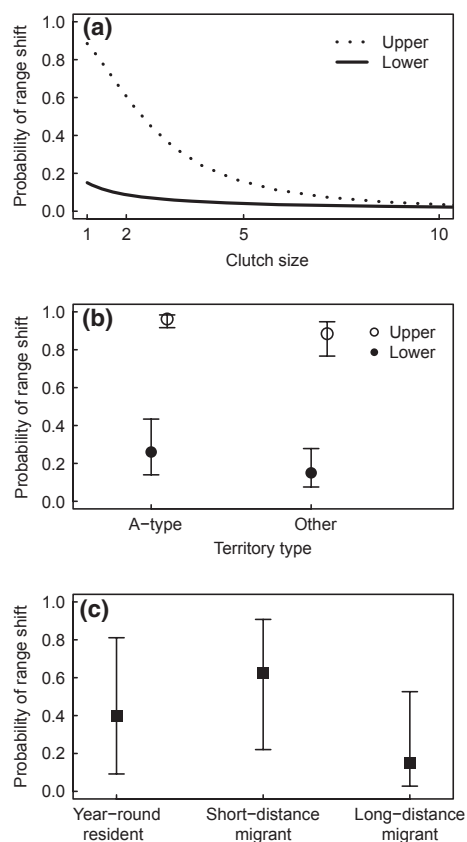 (a)
Upper
Lower
Probability of range shift
1.0
0.8
0.6
0.4
0.2
0.0
1 2 5 10
Clutch size
(b)
Upper
Lower
Probability of range shift
1.0
0.8
0.6
0.4
0.2
0.0
A−type Other
Territory type
(c)
Probability of range shift
1.0
0.8
0.6
0.4
0.2
0.0
Year−round Short−distance Long−distance
resident migrant migrant